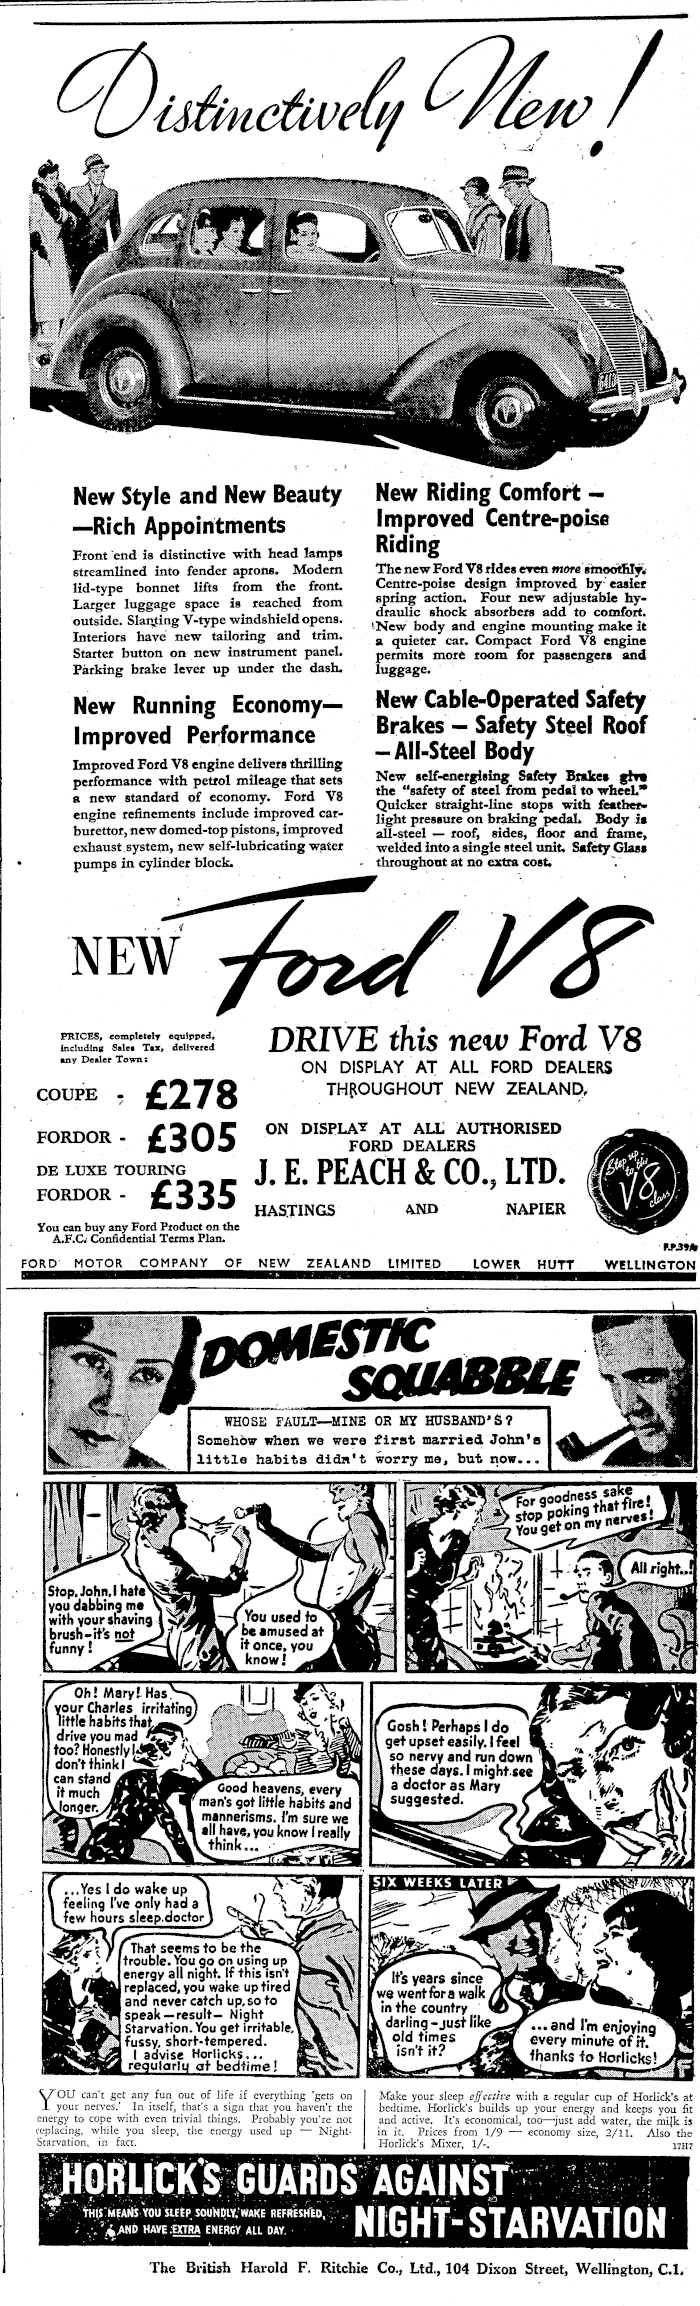 Distinctively New!
New Style and New Beauty
—Rich Appointments
Front end is distinctive with head lamps
streamlined into fender aprons. Modern
lid-type bonnet lifts from the front.
Larger luggage space is reached from
outside. Slanting V-type windshield opens.
Interiors have new tailoring and trim.
Starter button on new instrument panel.
Parking brake lever up under the dash.
New Running Economy—
Improved Performance
Improved Ford V8 engine delivers thrilling
performance with petrol mileage that sets
a new standard of economy. Ford V8
engine refinements include improved car-
burettor, new domed-top pistons, improved
exhaust system, new self-lubricating water
pumps in cylinder block.
New Riding Comfort —
Improved Centre-poise
Riding
The new Ford V8 rides even more smoothly.
Centre-poise design improved by easier
spring action. Four new adjustable hy-
draulic shock absorbers add to comfort.
New body and engine mounting make it
a quieter car. Compact Ford V8 engine
permits more room for passengers and
luggage.
New Cable-Operated Safety
Brakes — Safety Steel Roof
— All-Steel Body
New self-energising Safety Brakes give
the "safety of steel from pedal to wheel."
Quicker straight-line stops with feather-
light pressure on braking pedal. Body is
all-steel — roof, sides, floor and frame,
welded into a single steel unit. Safety Glass
throughout at no extra cost.
NEW Ford V8
PRICES, completely equipped,
including Sales Tax, delivered
any Dealer Town:
COUPE - £278
FORDOR - £305
DE LUXE TOURING
FORDOR - £335
You can buy any Ford Product on the
A.F.C. Confidential Terms Plan.
DRIVE this new Ford V8
ON DISPLAY AT ALL FORD DEALERS
THROUGHOUT NEW ZEALAND.
ON DISPLAY AT ALL AUTHORISED
FORD DEALERS
J. E. PEACH & CO., LTD.
HASTINGS AND NAPIER
Step up
to the
V8
class
F.P.39A
FORD MOTOR COMPANY OF NEW ZEALAND LIMITED LOWER HUTT WELLINGTON
DOMESTIC
SQUABBLE
WHOSE FAULT—MINE OR MY HUSBAND'S?
Somehow when we were first married John's
little habits didn't worry me, but now...
Stop, John, I hate
you dabbing me
with your shaving
brush-it's not
funny!
You used to
be amused at
it once, you
know!
For goodness sake
stop poking that fire!
You get on my nerves!
All right..!
Oh! Mary! Has
your Charles irritating
little habits that
drive you mad
too? Honestly I
don't think I
can stand
it much
longer.
Good heavens, every
man's got little habits and
mannerisms. I'm sure we
all have, you know I really
think...
Gosh! Perhaps I do
get upset easily. I feel
so nervy and run down
these days. I might see
a doctor as Mary
suggested.
...Yes I do wake up
feeling I've only had a
few hours sleep. doctor
That seems to be the
trouble. You go on using up
energy all night. If this isn't
replaced, you wake up tired
and never catch up, so to
speak—result— Night
Starvation. You get irritable,
fussy, short-tempered.
I advise Horlicks...
regularly at bedtime!
SIX WEEKS LATER
It's years since
we went for a walk
in the country
darling-just like
old times
isn't it?
...and I'm enjoying
every minute of it.
thanks to Horlicks!
YOU can't get any fun out of life if everything 'gets on
your nerves.' In itself, that's a sign that you haven't the
energy to cope with even trivial things. Probably you're not
replacing, while you sleep, the energy used up — Night-
Starvation, in fact.
Make your sleep effective with a regular cup of Horlick's at
bedtime. Horlick's builds up your energy and keeps you fit
and active. It's economical, too—just add water, the milk is
in it. Prices from 1/9 — economy size, 2/11. Also the
Horlick's Mixer, 1/-. 17H7
HORLICK'S GUARDS AGAINST
THIS MEANS YOU SLEEP SOUNDLY, WAKE REFRESHED,
AND HAVE EXTRA ENERGY ALL DAY.
NIGHT-STARVATION
The British Harold F. Ritchie Co., Ltd., 104 Dixon Street, Wellington, C.1.